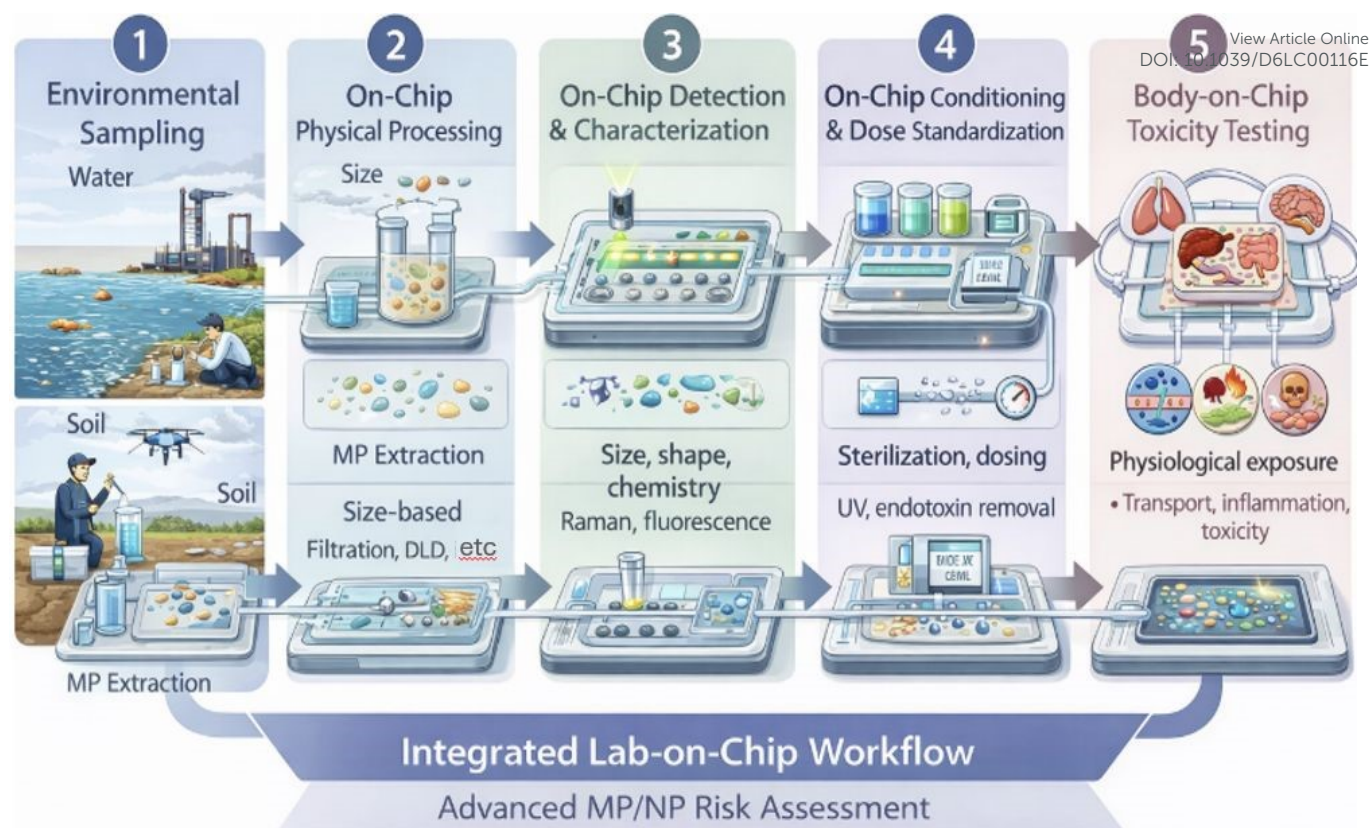 1
Environmental
Sampling
Water
Soil
Soil
MP Extraction
2
On-Chip
Physical Processing
Size
MP Extraction
Size-based
Filtration, DLD, etc
3
On-Chip Detection
& Characterization
Size, shape,
chemistry
Raman, fluorescence
4
On-Chip Conditioning
& Dose Standardization
Sterilization, dosing
UV, endotoxin removal
5
View Article Online
DOI: 10.1039/D6LC00116E
Body-on-Chip
Toxicity Testing
Physiological exposure
• Transport, inflammation,
toxicity
Integrated Lab-on-Chip Workflow
Advanced MP/NP Risk Assessment